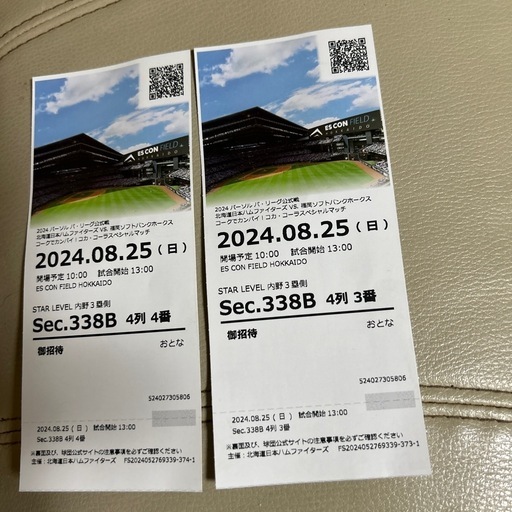 ES CON FIELD
HOKKAIDO
2024 パーソル パ・リーグ公式戦
北海道日本ハムファイターズ VS. 福岡ソフトバンクホークス
コークでカンパイ！コカ・コーラスペシャルマッチ
2024.08.25（日）
開場予定 10:00 試合開始 13:00
ES CON FIELD HOKKAIDO
STAR LEVEL 内野３塁側
Sec.338B 4列 4番
御招待 おとな
524027305806
2024.08.25（日） 試合開始 13:00
Sec.338B 4列 4番
※裏面及び、球団公式サイトの注意事項を必ずご確認ください
主催：北海道日本ハムファイターズ FS2024052769339-374-1
ES CON FIELD
HOKKAIDO
2024 パーソル パ・リーグ公式戦
北海道日本ハムファイターズ VS. 福岡ソフトバンクホークス
コークでカンパイ！コカ・コーラスペシャルマッチ
2024.08.25（日）
開場予定 10:00 試合開始 13:00
ES CON FIELD HOKKAIDO
STAR LEVEL 内野３塁側
Sec.338B 4列 3番
御招待 おとな
524027305806
2024.08.25（日） 試合開始 13:00
Sec.338B 4列 3番
※裏面及び、球団公式サイトの注意事項を必ずご確認ください
主催：北海道日本ハムファイターズ FS2024052769339-373-1